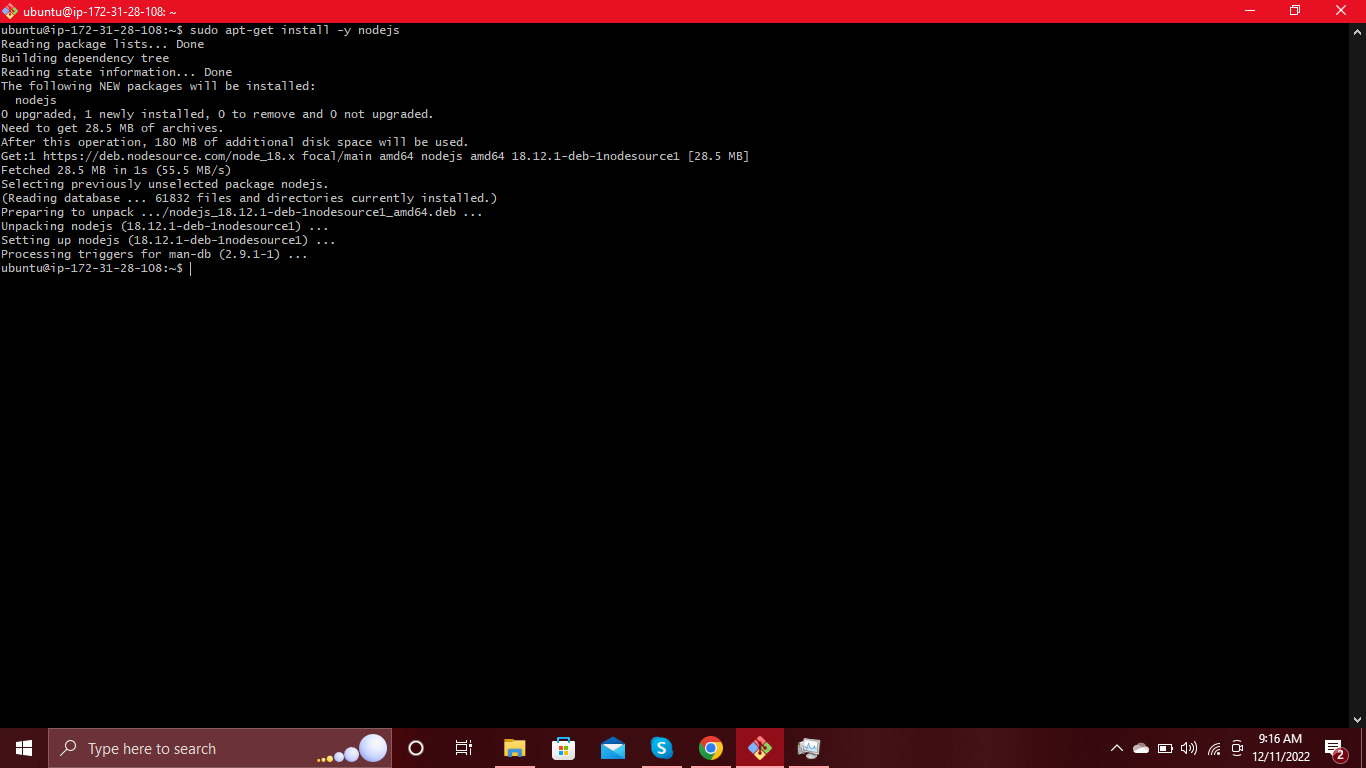 ubuntu@ip-172-31-28-108: ~
ubuntu@ip-172-31-28-108:~$ sudo apt-get install -y nodejs
Reading package lists... Done
Building dependency tree
Reading state information... Done
The following NEW packages will be installed:
  nodejs
0 upgraded, 1 newly installed, 0 to remove and 0 not upgraded.
Need to get 28.5 MB of archives.
After this operation, 180 MB of additional disk space will be used.
Get:1 https://deb.nodesource.com/node_18.x focal/main amd64 nodejs amd64 18.12.1-deb-1nodesource1 [28.5 MB]
Fetched 28.5 MB in 1s (55.5 MB/s)
Selecting previously unselected package nodejs.
(Reading database ... 61832 files and directories currently installed.)
Preparing to unpack .../nodejs_18.12.1-deb-1nodesource1_amd64.deb ...
Unpacking nodejs (18.12.1-deb-1nodesource1) ...
Setting up nodejs (18.12.1-deb-1nodesource1) ...
Processing triggers for man-db (2.9.1-1) ...
ubuntu@ip-172-31-28-108:~$
Type here to search
S
9:16 AM
12/11/2022
2